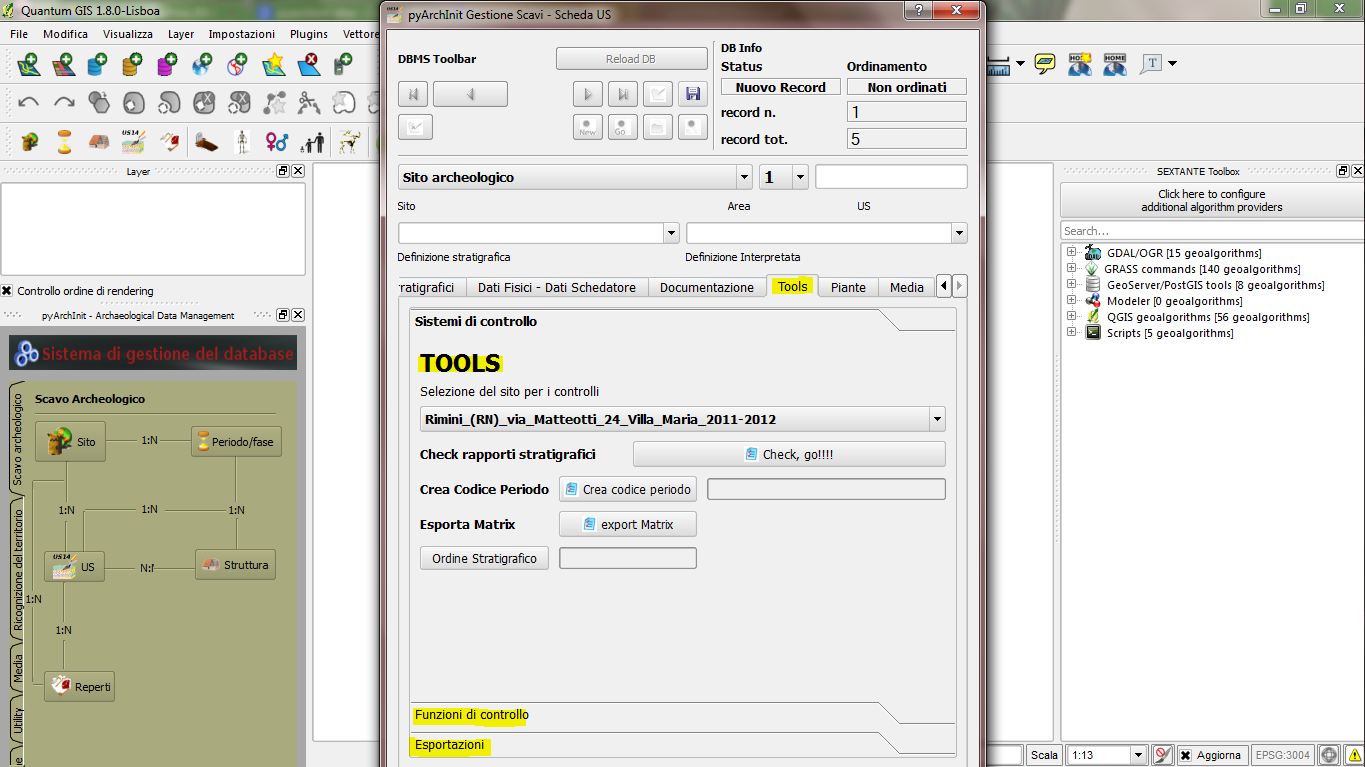 Quantum GIS 1.8.0-Lisboa
File Modifica Visualizza Layer Impostazioni Plugins Vettore
Layer
Controllo ordine di rendering
pyArchInit - Archaeological Data Management
Sistema di gestione del database
Scavo archeologico
Ricognizione del territorio
Media
Utility
Scavo Archeologico
Sito
1:N
Periodo/fase
1:N
1:N
1:N
US14
US
N:N
Struttura
1:N
1:N
Reperti
pyArchInit Gestione Scavi - Scheda US
DBMS Toolbar
Reload DB
New
Go
DB Info
Status
Ordinamento
Nuovo Record
Non ordinati
record n.
1
record tot.
5
Sito archeologico
1
Sito
Area
US
Definizione stratigrafica
Definizione Interpretata
ratigrafici
Dati Fisici - Dati Schedatore
Documentazione
Tools
Piante
Media
Sistemi di controllo
TOOLS
Selezione del sito per i controlli
Rimini_(RN)_via_Matteotti_24_Villa_Maria_2011-2012
Check rapporti stratigrafici
Check, go!!!!
Crea Codice Periodo
Crea codice periodo
Esporta Matrix
export Matrix
Ordine Stratigrafico
Funzioni di controllo
Esportazioni
SEXTANTE Toolbox
Click here to configure
additional algorithm providers
Search...
GDAL/OGR [15 geoalgorithms]
GRASS commands [140 geoalgorithms]
GeoServer/PostGIS tools [8 geoalgorithms]
Modeler [0 geoalgorithms]
QGIS geoalgorithms [56 geoalgorithms]
Scripts [5 geoalgorithms]
Scala
1:13
Aggiorna
EPSG:3004